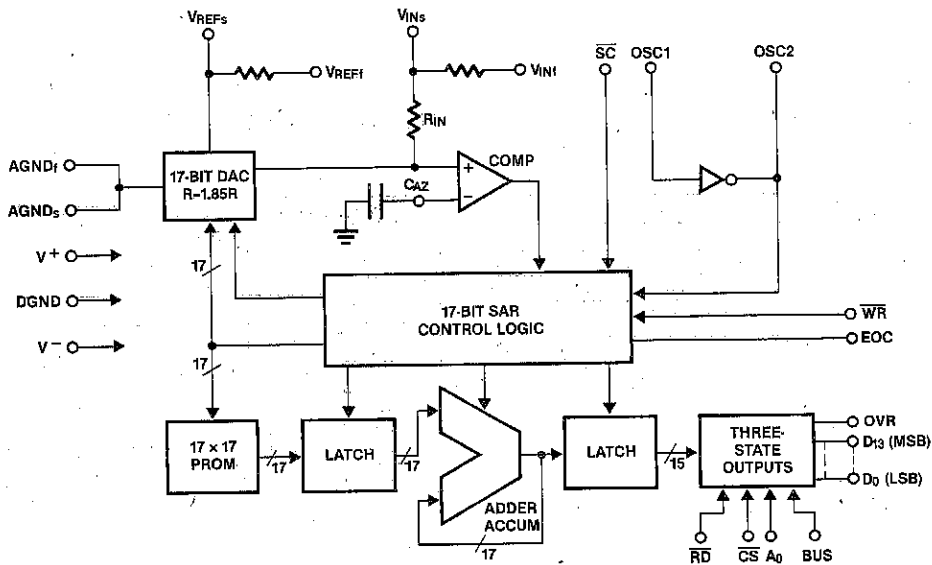 VREFs
VINs
SC
OSC1
OSC2
VREFf
VINf
RIN
AGNDf
17-BIT DAC
R–1.85R
COMP
+
CAZ
–
AGNDs
V+
17
DGND
17-BIT SAR
CONTROL LOGIC
WR
V–
EOC
17
17 × 17
PROM
17
LATCH
17
ADDER
ACCUM
17
LATCH
15
THREE-
STATE
OUTPUTS
OVR
D13 (MSB)
D0 (LSB)
RD
CS
A0
BUS